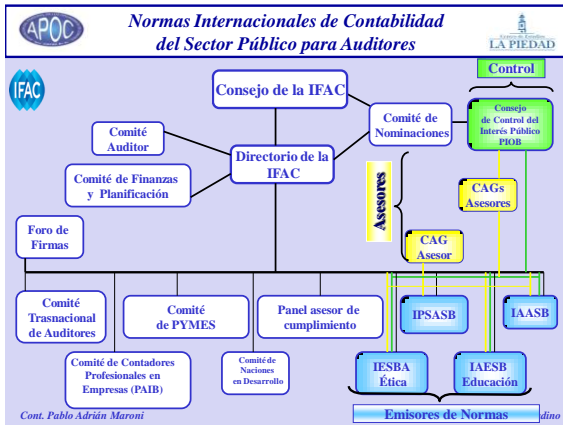 APOC
Normas Internacionales de Contabilidad
del Sector Público para Auditores
LA PIEDAD
IFAC
Control
Consejo de la IFAC
Comité de
Nominaciones
Consejo
de Control del
Interés Público
PIOB
Comité
Auditor
Directorio de la
IFAC
Comité de Finanzas
y Planificación
Asesores
CAGs
Asesores
Foro de
Firmas
CAG
Asesor
Comité
Trasnacional
de Auditores
Comité
de PYMES
Panel asesor de
cumplimiento
IPSASB
IAASB
Comité de Contadores
Profesionales en
Empresas (PAIB)
Comité de
Naciones
en Desarrollo
IESBA
Ética
IAESB
Educación
Cont. Pablo Adrián Maroni
Emisores de Normas
dino